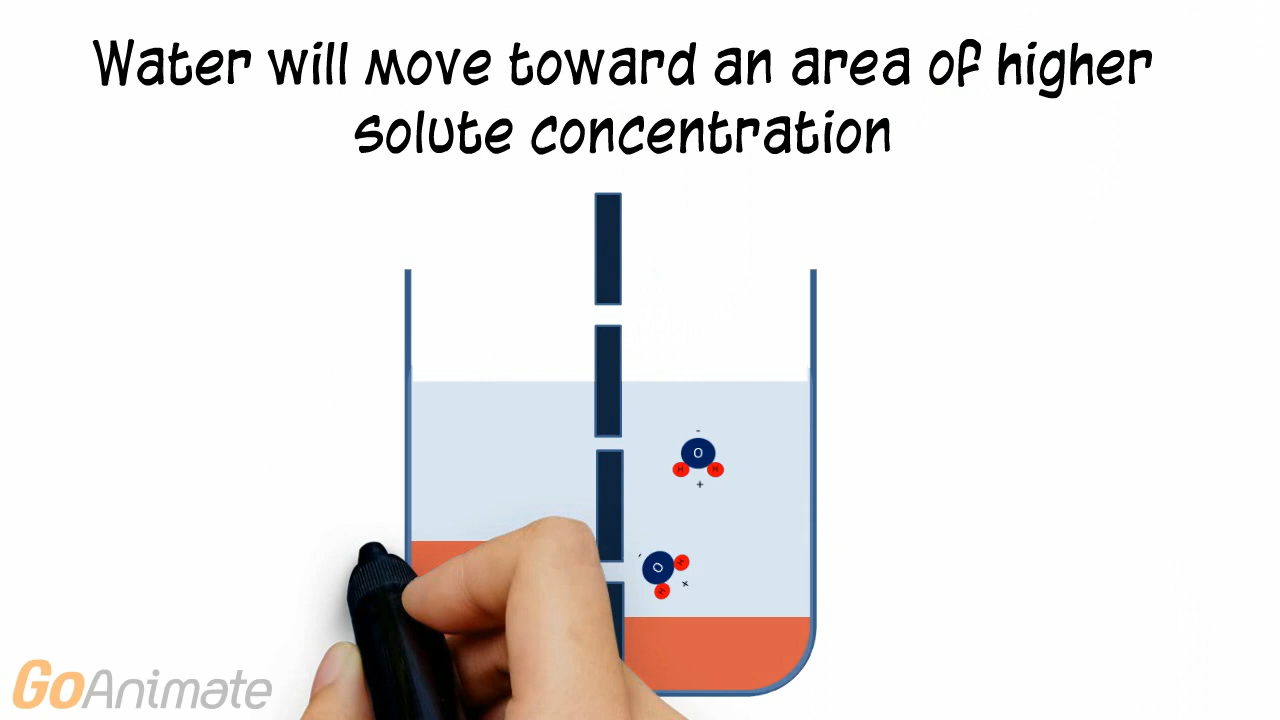 Water will move toward an area of higher
solute concentration
-
O
H H
+
-
O H
H +
GoAnimate